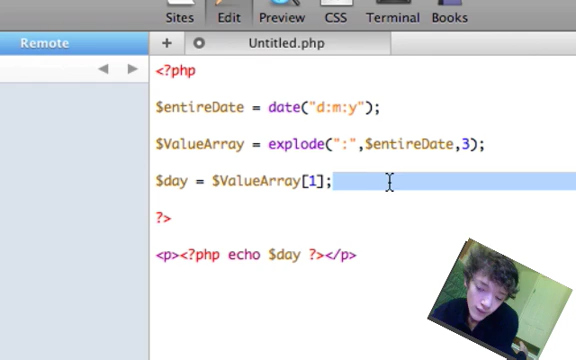 Sites Edit Preview CSS Terminal Books
Remote + Untitled.php
<?php
$entireDate = date("d:m:y");
$ValueArray = explode(":",$entireDate,3);
$day = $ValueArray[1];
?>
<p><?php echo $day ?></p>